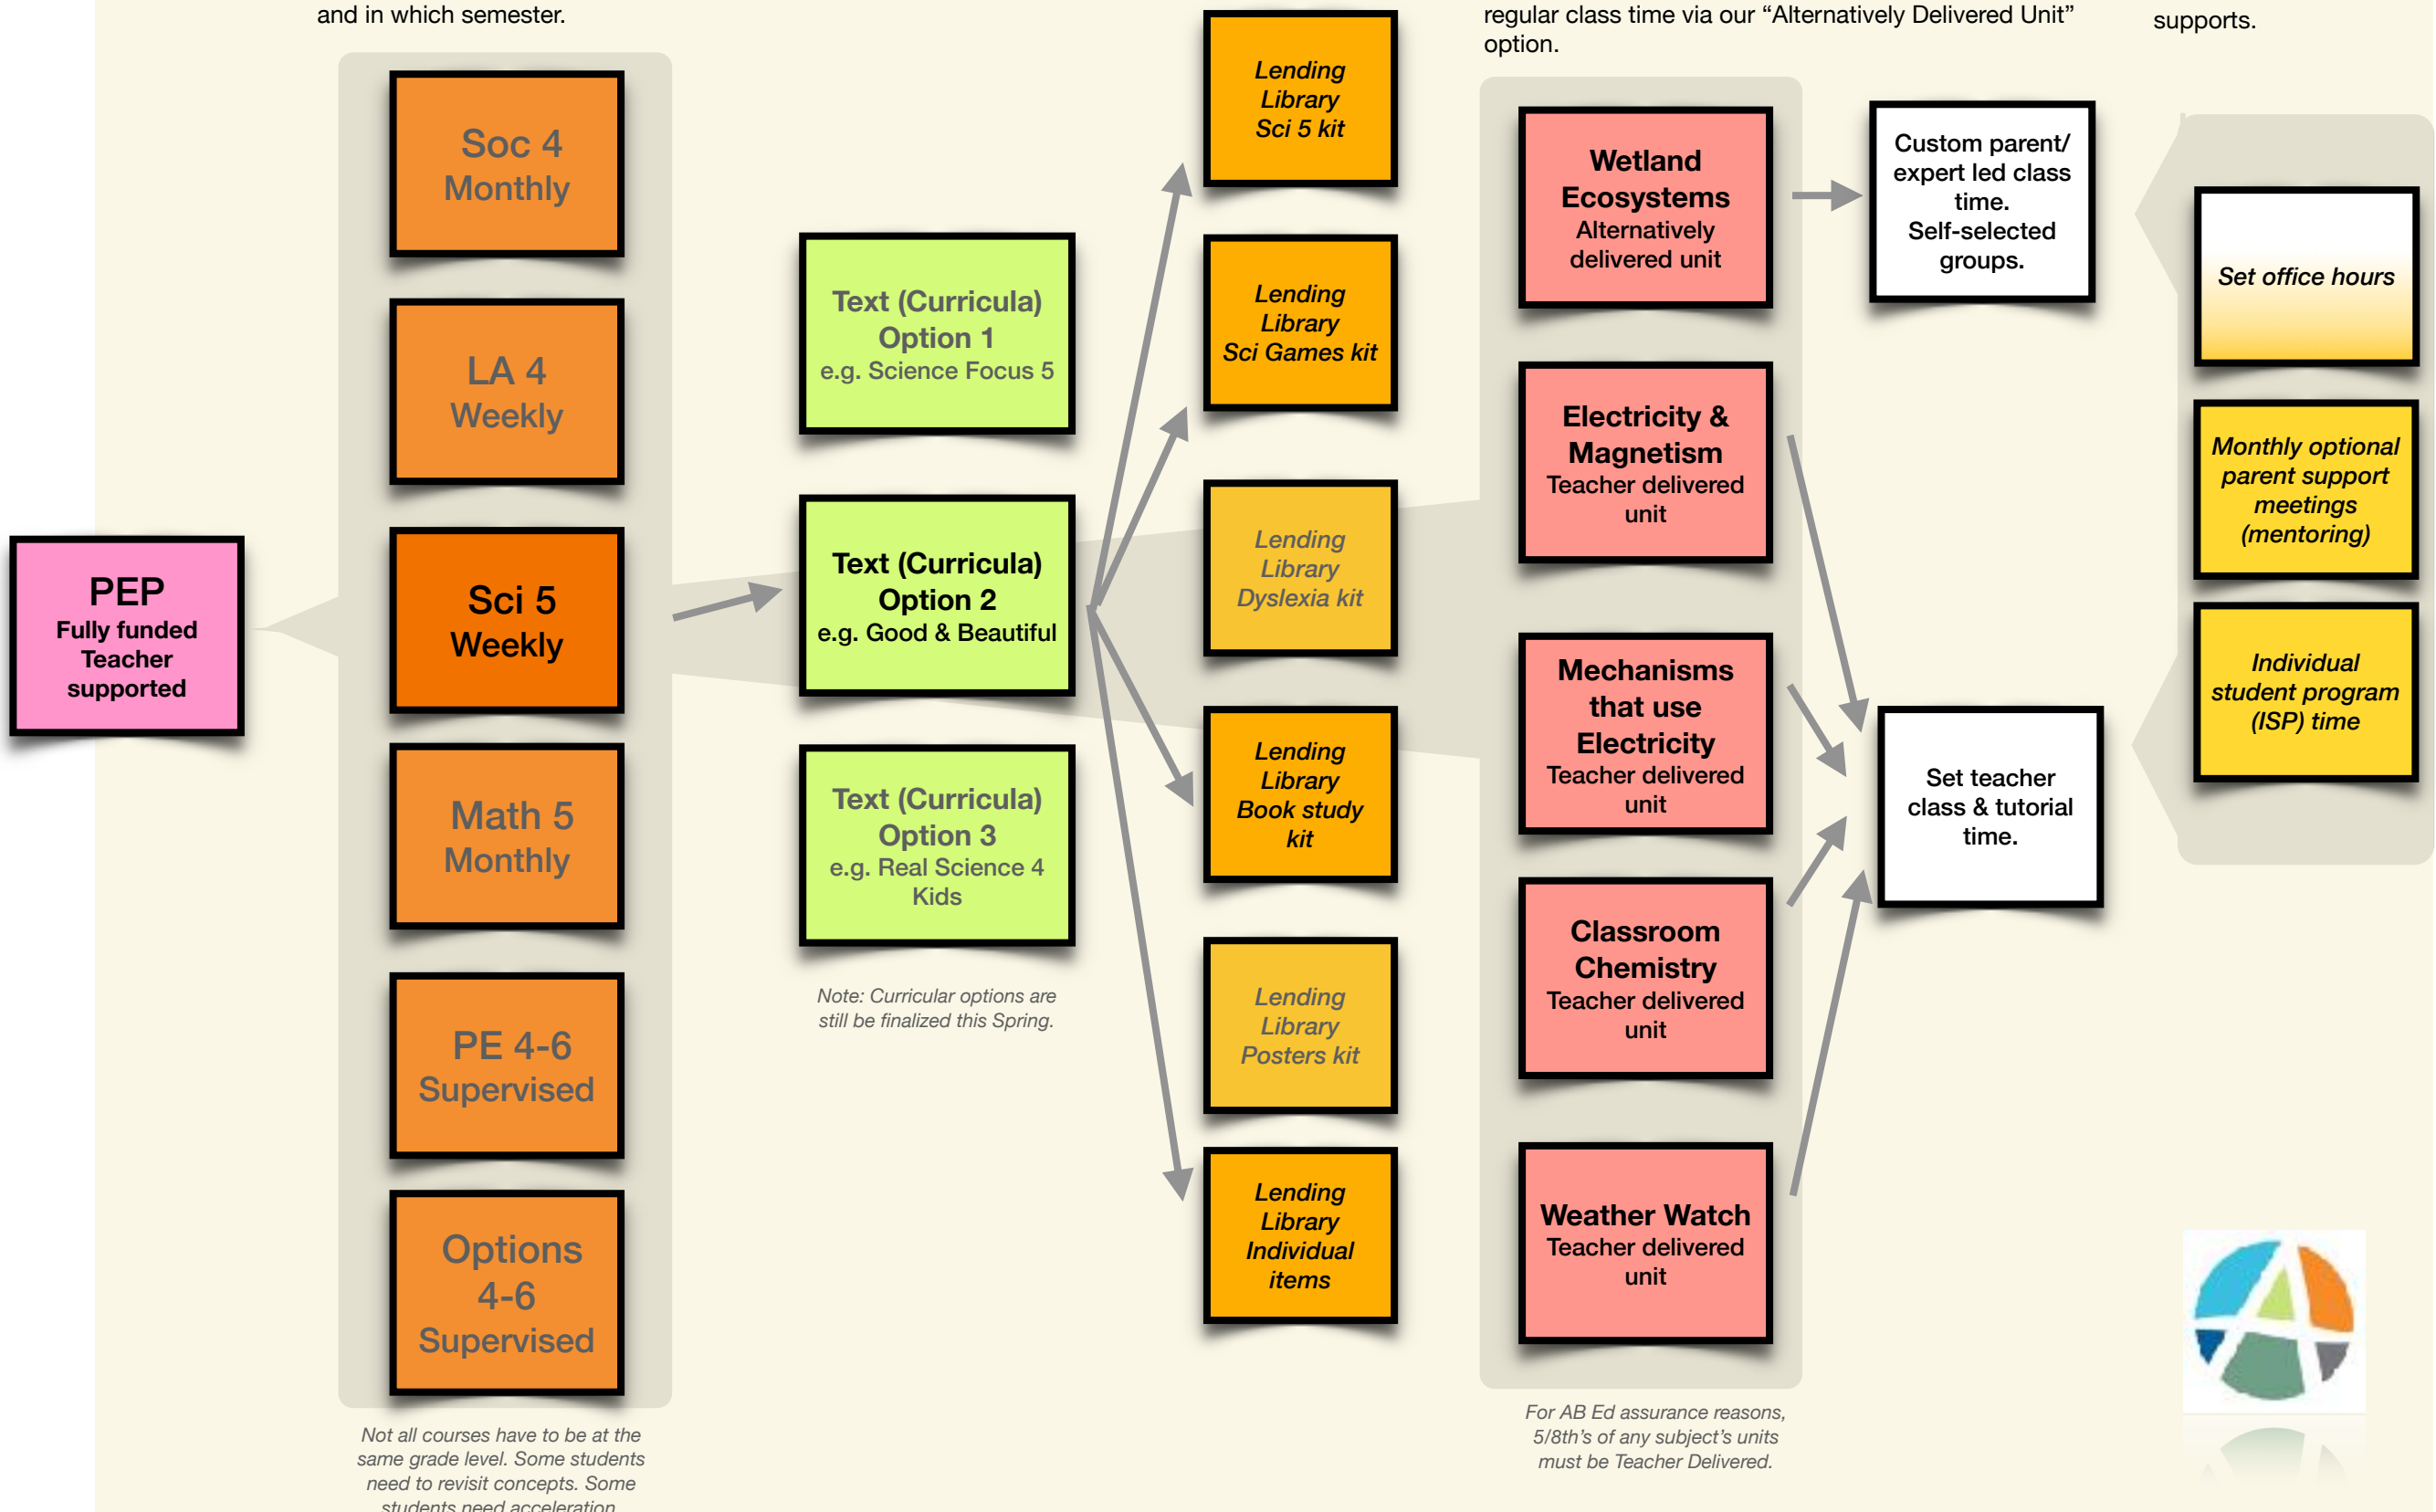 and in which semester.
regular class time via our “Alternatively Delivered Unit”
option.
supports.
PEP
Fully funded
Teacher
supported
Soc 4
Monthly
LA 4
Weekly
Sci 5
Weekly
Math 5
Monthly
PE 4-6
Supervised
Options
4-6
Supervised
Not all courses have to be at the
same grade level. Some students
need to revisit concepts. Some
students need acceleration
Text (Curricula)
Option 1
e.g. Science Focus 5
Text (Curricula)
Option 2
e.g. Good & Beautiful
Text (Curricula)
Option 3
e.g. Real Science 4
Kids
Note: Curricular options are
still be finalized this Spring.
Lending
Library
Sci 5 kit
Lending
Library
Sci Games kit
Lending
Library
Dyslexia kit
Lending
Library
Book study
kit
Lending
Library
Posters kit
Lending
Library
Individual
items
Wetland
Ecosystems
Alternatively
delivered unit
Electricity &
Magnetism
Teacher delivered
unit
Mechanisms
that use
Electricity
Teacher delivered
unit
Classroom
Chemistry
Teacher delivered
unit
Weather Watch
Teacher delivered
unit
For AB Ed assurance reasons,
5/8th’s of any subject’s units
must be Teacher Delivered.
Custom parent/
expert led class
time.
Self-selected
groups.
Set teacher
class & tutorial
time.
Set office hours
Monthly optional
parent support
meetings
(mentoring)
Individual
student program
(ISP) time